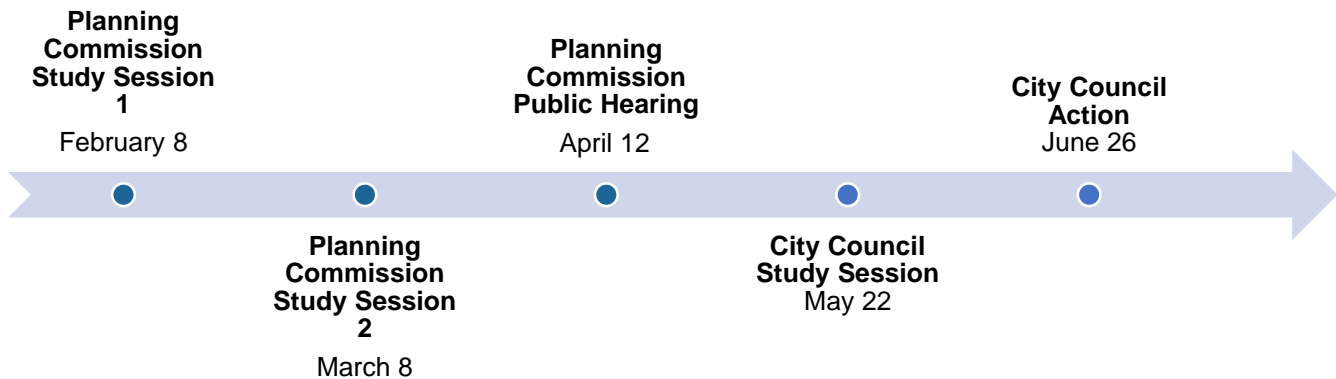 Planning
Commission
Study Session
1
February 8
Planning
Commission
Study Session
2
March 8
Planning
Commission
Public Hearing
April 12
City Council
Study Session
May 22
City Council
Action
June 26